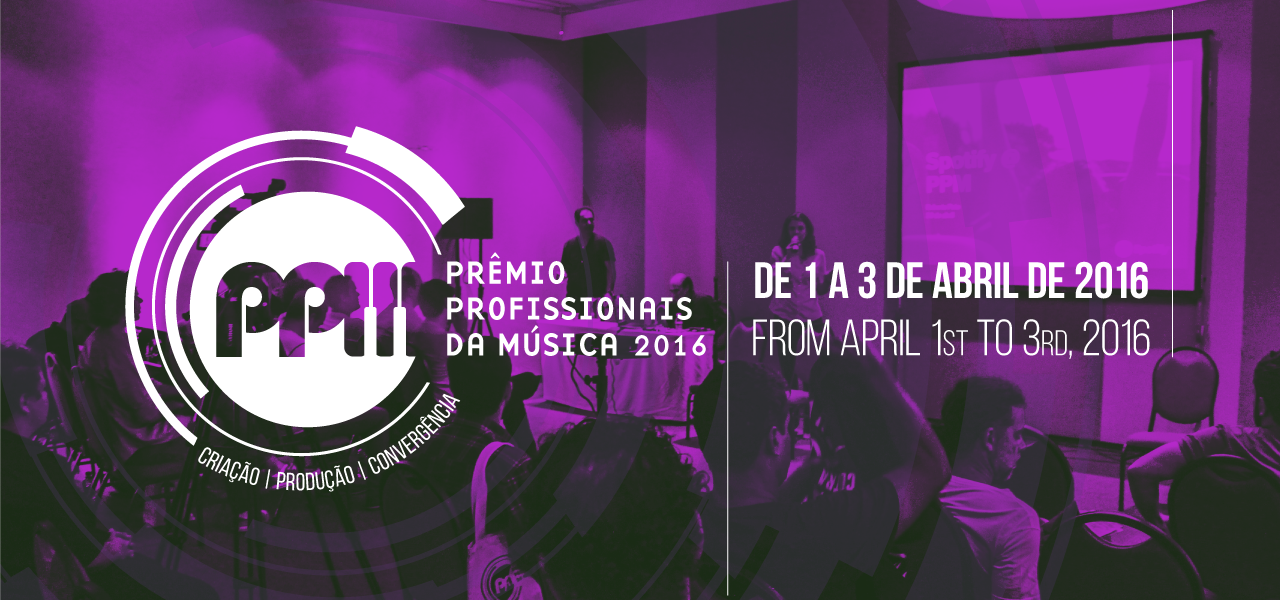 PPM
PRÊMIO
PROFISSIONAIS
DA MÚSICA 2016
CRIAÇÃO | PRODUÇÃO | CONVERGÊNCIA
DE 1 A 3 DE ABRIL DE 2016
FROM APRIL 1ST TO 3RD, 2016
Spotify